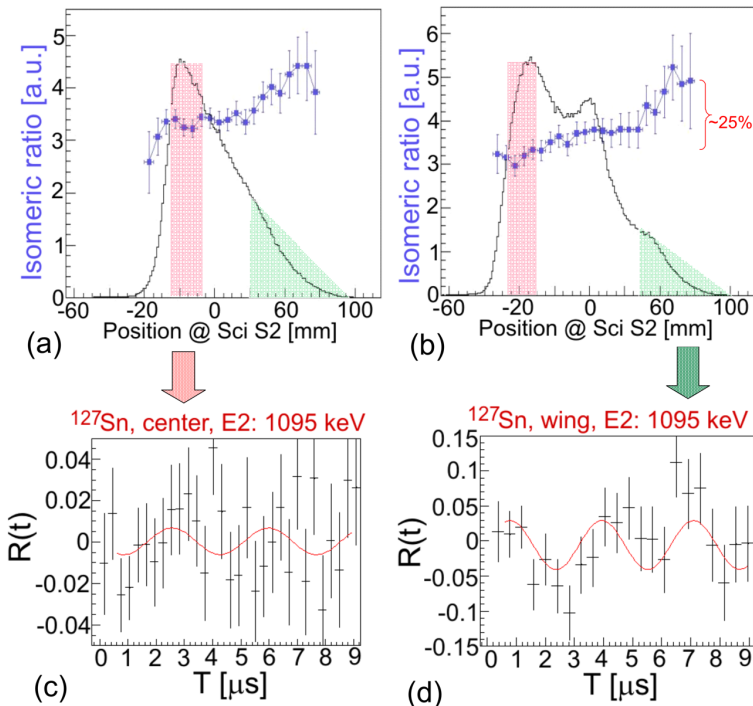 Isomeric ratio [a.u.]
5
4
3
2
1
0
-60 -20 0 20 60 100
Position @ Sci S2 [mm]
(a)
Isomeric ratio [a.u.]
6
5
4
3
2
1
0
~25%
-60 -20 0 20 60 100
Position @ Sci S2 [mm]
(b)
¹²⁷Sn, center, E2: 1095 keV
R(t)
0.04
0.02
0
-0.02
-0.04
0 1 2 3 4 5 6 7 8 9
T [μs]
(c)
¹²⁷Sn, wing, E2: 1095 keV
R(t)
0.15
0.1
0.05
0
-0.05
-0.1
-0.15
0 1 2 3 4 5 6 7 8 9
T [μs]
(d)